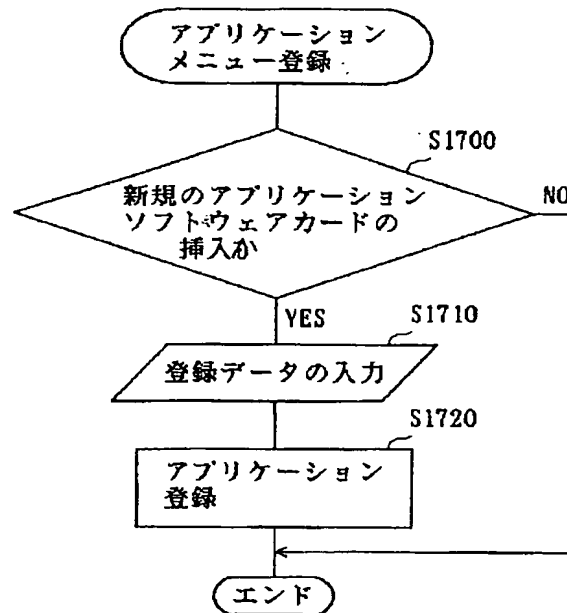 アプリケーション
メニュー登録
S1700
新規のアプリケーション
ソフトウェアカードの
挿入か
NO
YES
S1710
登録データの入力
S1720
アプリケーション
登録
エンド